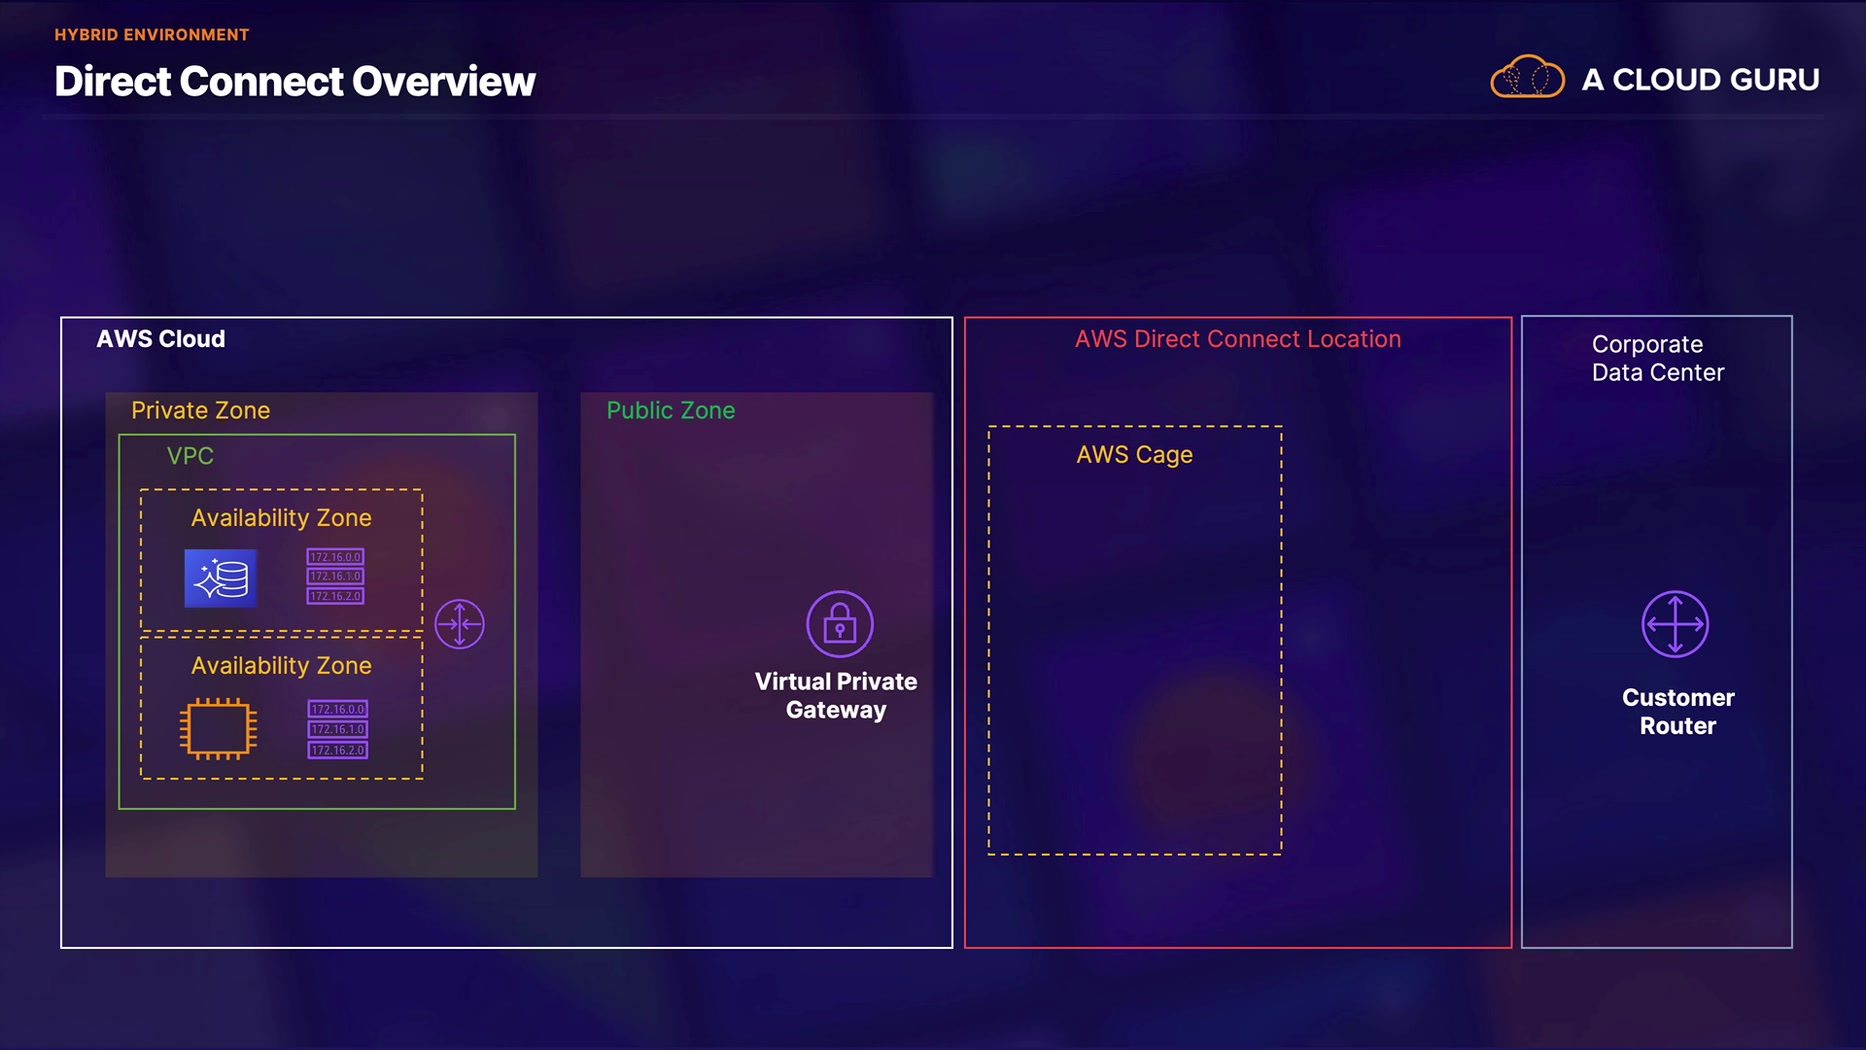 HYBRID ENVIRONMENT
Direct Connect Overview
A CLOUD GURU
AWS Cloud
Private Zone
VPC
Availability Zone
172.16.0.0
172.16.1.0
172.16.2.0
Availability Zone
172.16.0.0
172.16.1.0
172.16.2.0
Public Zone
Virtual Private
Gateway
AWS Direct Connect Location
AWS Cage
Corporate
Data Center
Customer
Router